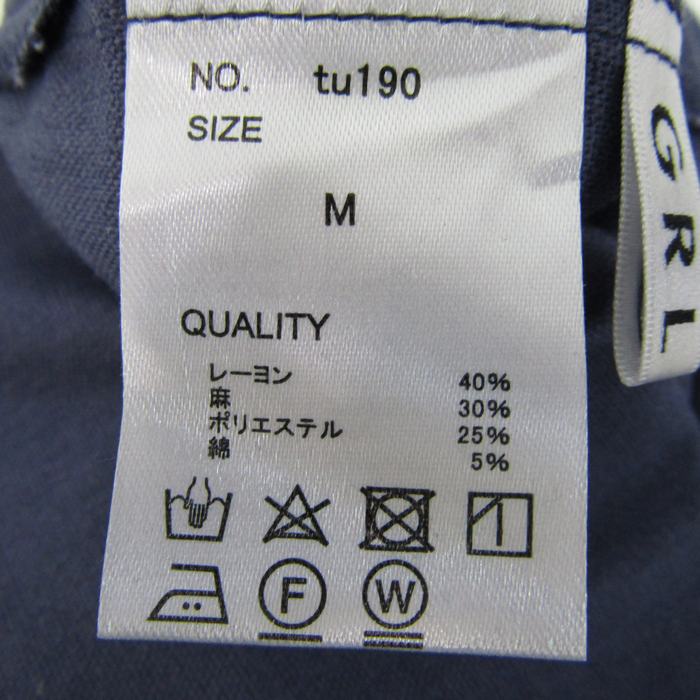 NO. tu190
SIZE
M
QUALITY
レーヨン 40%
麻 30%
ポリエステル 25%
綿 5%
F W
GRL